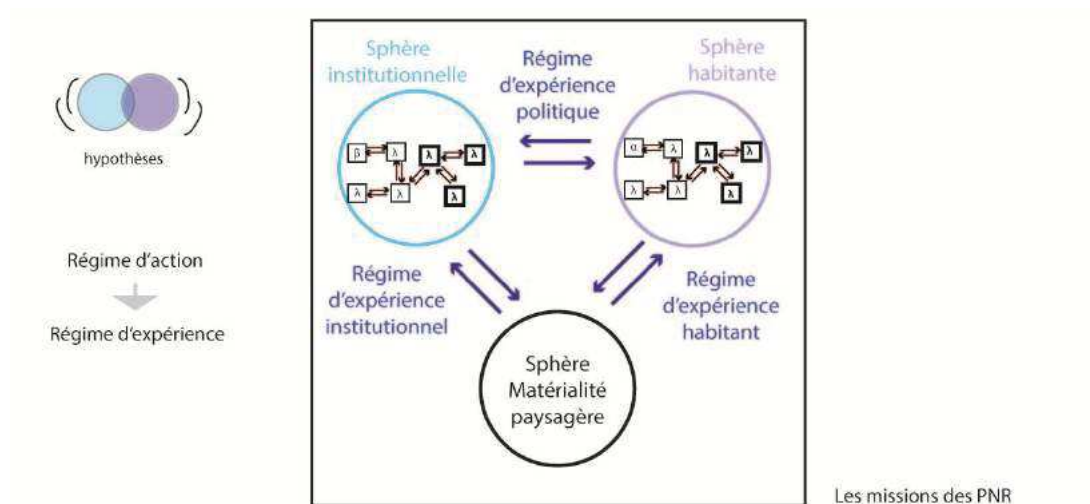 hypothèses
Régime d'action
Régime d'expérience
Sphère
institutionnelle
Régime
d'expérience
politique
Sphère
habitante
β λ λ λ
λ λ λ
α λ λ λ
λ λ λ
Régime
d'expérience
institutionnel
Régime
d'expérience
habitant
Sphère
Matérialité
paysagère
Les missions des PNR